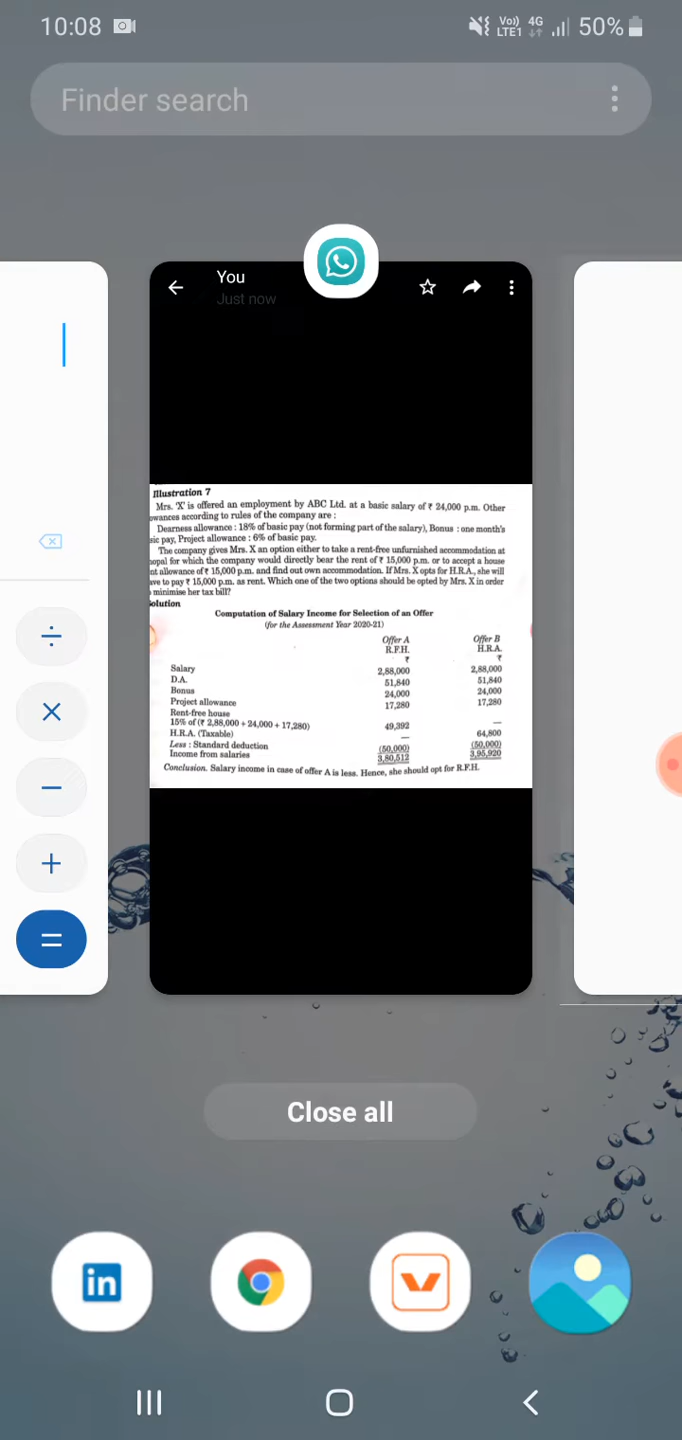 10:08
Vo) 4G
LTE1
50%
Finder search
You
Just now
Illustration 7
Mrs. 'X' is offered an employment by ABC Ltd. at a basic salary of ₹ 24,000 p.m. Other
owances according to rules of the company are :
Dearness allowance : 18% of basic pay (not forming part of the salary), Bonus : one month's
sic pay, Project allowance : 6% of basic pay.
The company gives Mrs. X an option either to take a rent-free unfurnished accommodation at
opal for which the company would directly bear the rent of ₹ 15,000 p.m. or to accept a house
nt allowance of ₹ 15,000 p.m. and find out own accommodation. If Mrs. X opts for H.R.A., she will
ave to pay ₹ 15,000 p.m. as rent. Which one of the two options should be opted by Mrs. X in order
minimise her tax bill?
olution
Computation of Salary Income for Selection of an Offer
(for the Assessment Year 2020-21)
Offer A Offer B
R.F.H. H.R.A.
₹ ₹
Salary 2,88,000 2,88,000
D.A. 51,840 51,840
Bonus 24,000 24,000
Project allowance 17,280 17,280
Rent-free house
15% of (₹ 2,88,000 + 24,000 + 17,280) 49,392 —
H.R.A. (Taxable) — 64,800
Less : Standard deduction (50,000) (50,000)
Income from salaries 3,80,512 3,95,920
Conclusion. Salary income in case of offer A is less. Hence, she should opt for R.F.H.
÷
×
−
+
=
Close all
in